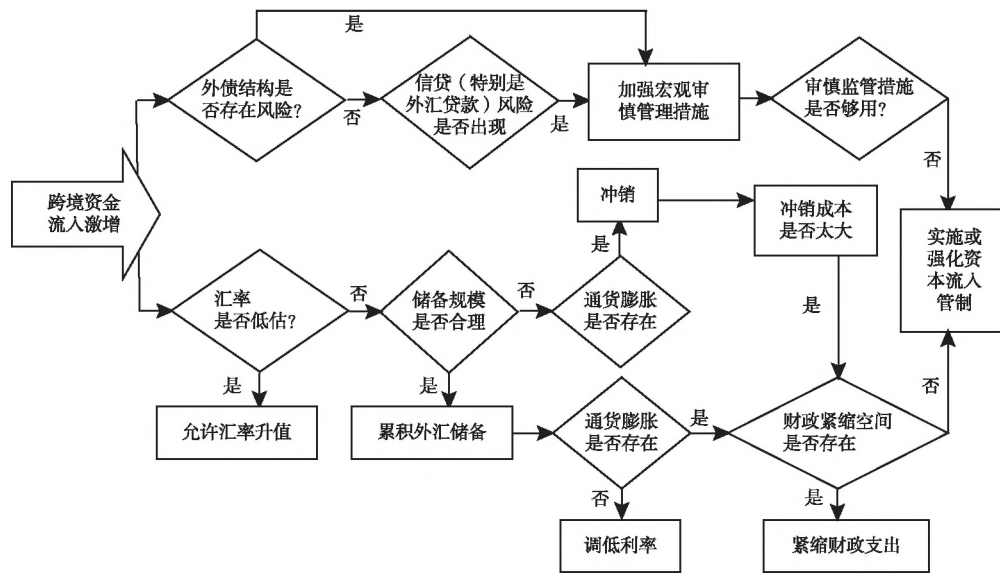 是
外债结构是
否存在风险?
否
信贷（特别是
外汇贷款）风险
是否出现
是
加强宏观审
慎管理措施
审慎监管措施
是否够用?
否
跨境资金
流入激增
冲销
冲销成本
是否太大
是
实施或
强化资
本流入
管制
汇率
是否低估?
否
储备规模
是否合理
否
通货膨胀
是否存在
是
是
是
否
允许汇率升值
累积外汇储备
通货膨胀
是否存在
是
财政紧缩空间
是否存在
否
是
调低利率
紧缩财政支出